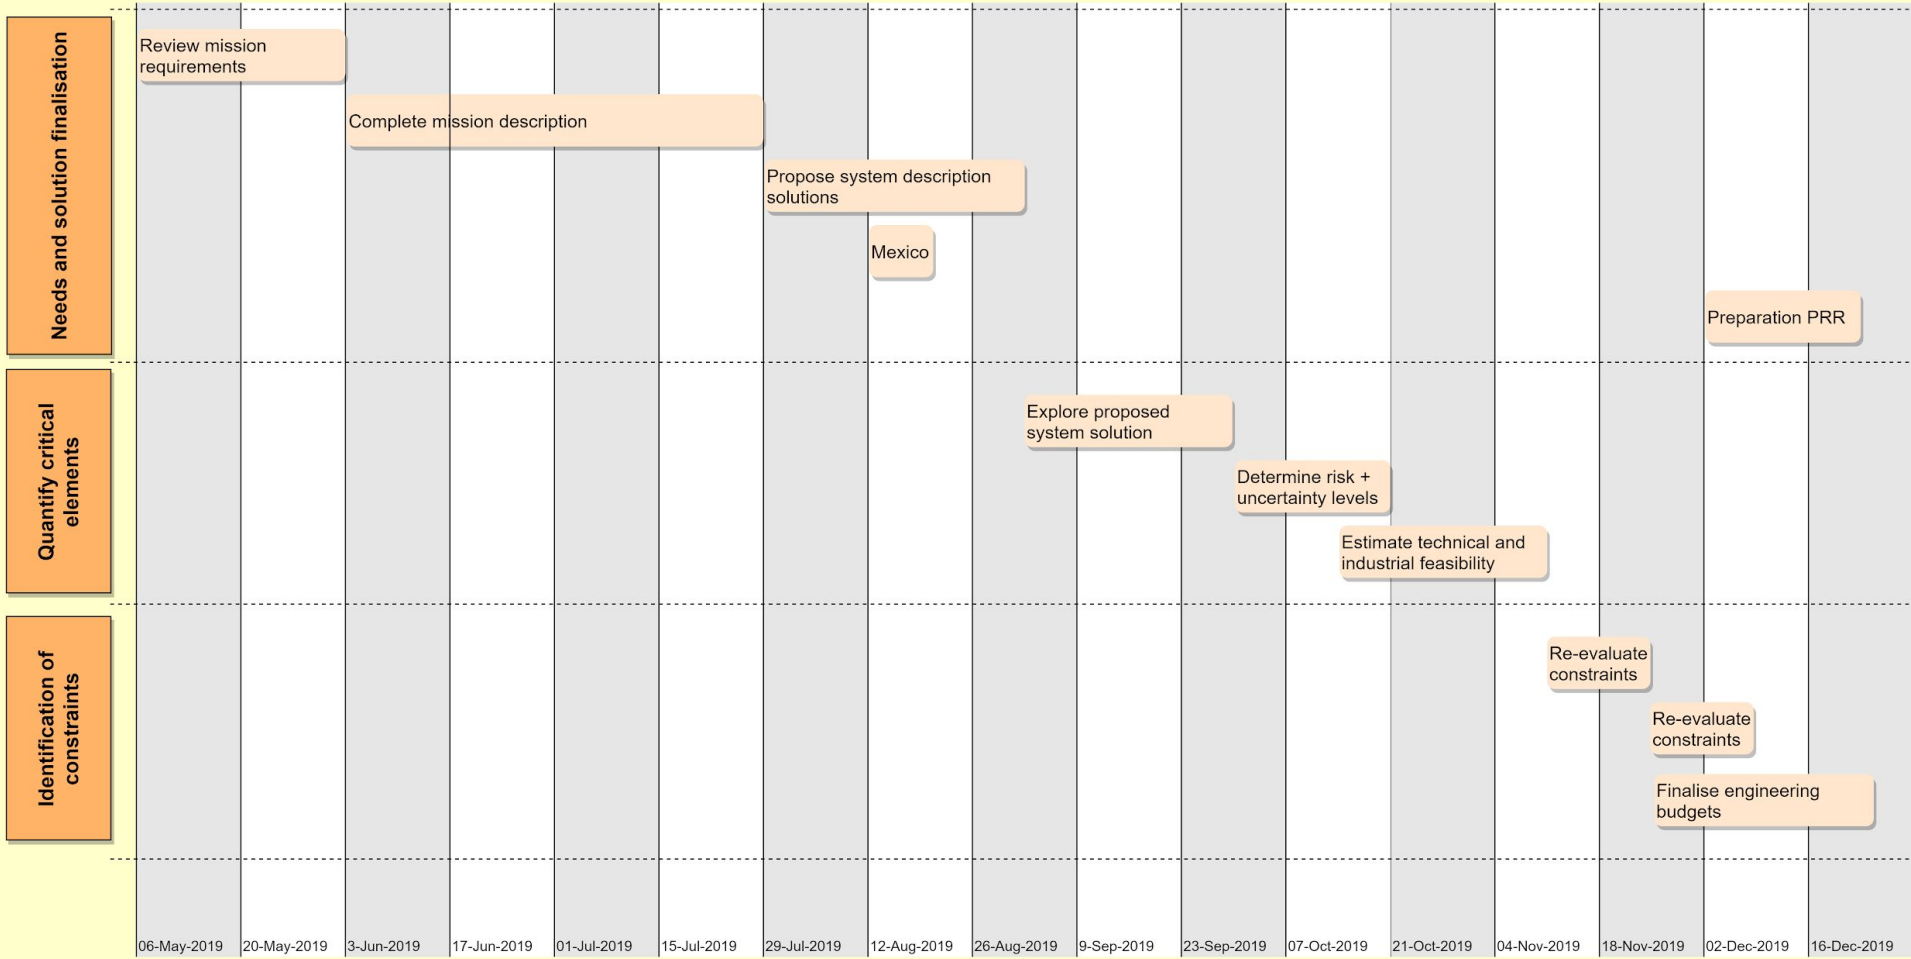 Needs and solution finalisation
Review mission
requirements
Complete mission description
Propose system description
solutions
Mexico
Preparation PRR
Quantify critical
elements
Explore proposed
system solution
Determine risk +
uncertainty levels
Estimate technical and
industrial feasibility
Identification of
constraints
Re-evaluate
constraints
Re-evaluate
constraints
Finalise engineering
budgets
06-May-2019 20-May-2019 3-Jun-2019 17-Jun-2019 01-Jul-2019 15-Jul-2019 29-Jul-2019 12-Aug-2019 26-Aug-2019 9-Sep-2019 23-Sep-2019 07-Oct-2019 21-Oct-2019 04-Nov-2019 18-Nov-2019 02-Dec-2019 16-Dec-2019